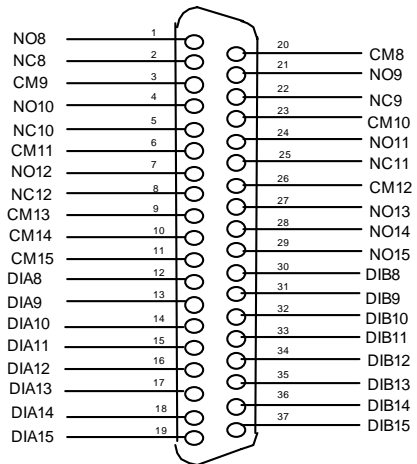 NO8 1
NC8 2
CM9 3
NO10 4
NC10 5
CM11 6
NO12 7
NC12 8
CM13 9
CM14 10
CM15 11
DIA8 12
DIA9 13
DIA10 14
DIA11 15
DIA12 16
DIA13 17
DIA14 18
DIA15 19
20 CM8
21 NO9
22 NC9
23 CM10
24 NO11
25 NC11
26 CM12
27 NO13
28 NO14
29 NO15
30 DIB8
31 DIB9
32 DIB10
33 DIB11
34 DIB12
35 DIB13
36 DIB14
37 DIB15